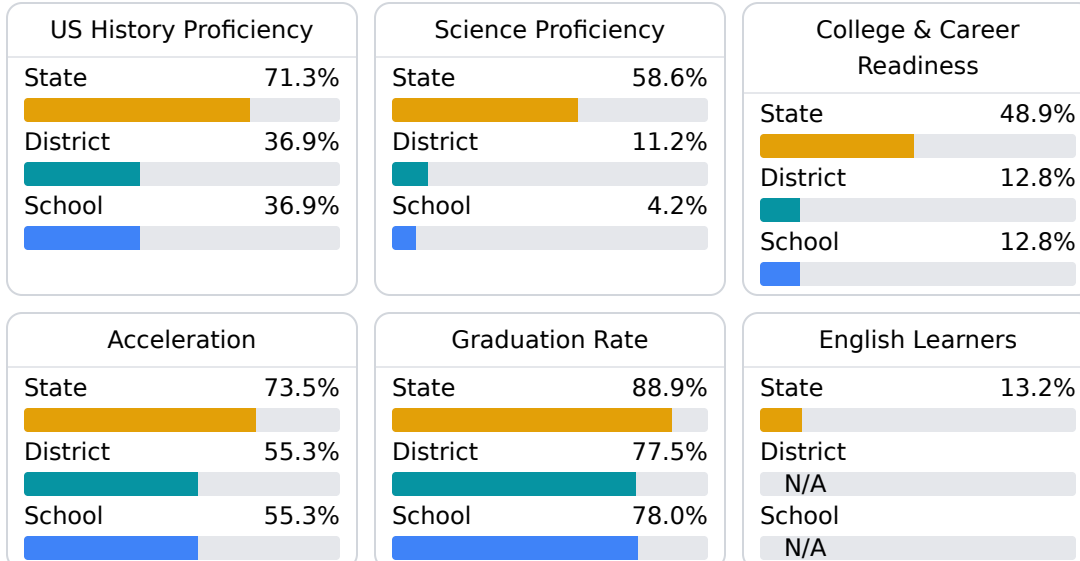 US History Proficiency
State 71.3%
District 36.9%
School 36.9%
Science Proficiency
State 58.6%
District 11.2%
School 4.2%
College & Career
Readiness
State 48.9%
District 12.8%
School 12.8%
Acceleration
State 73.5%
District 55.3%
School 55.3%
Graduation Rate
State 88.9%
District 77.5%
School 78.0%
English Learners
State 13.2%
District
N/A
School
N/A